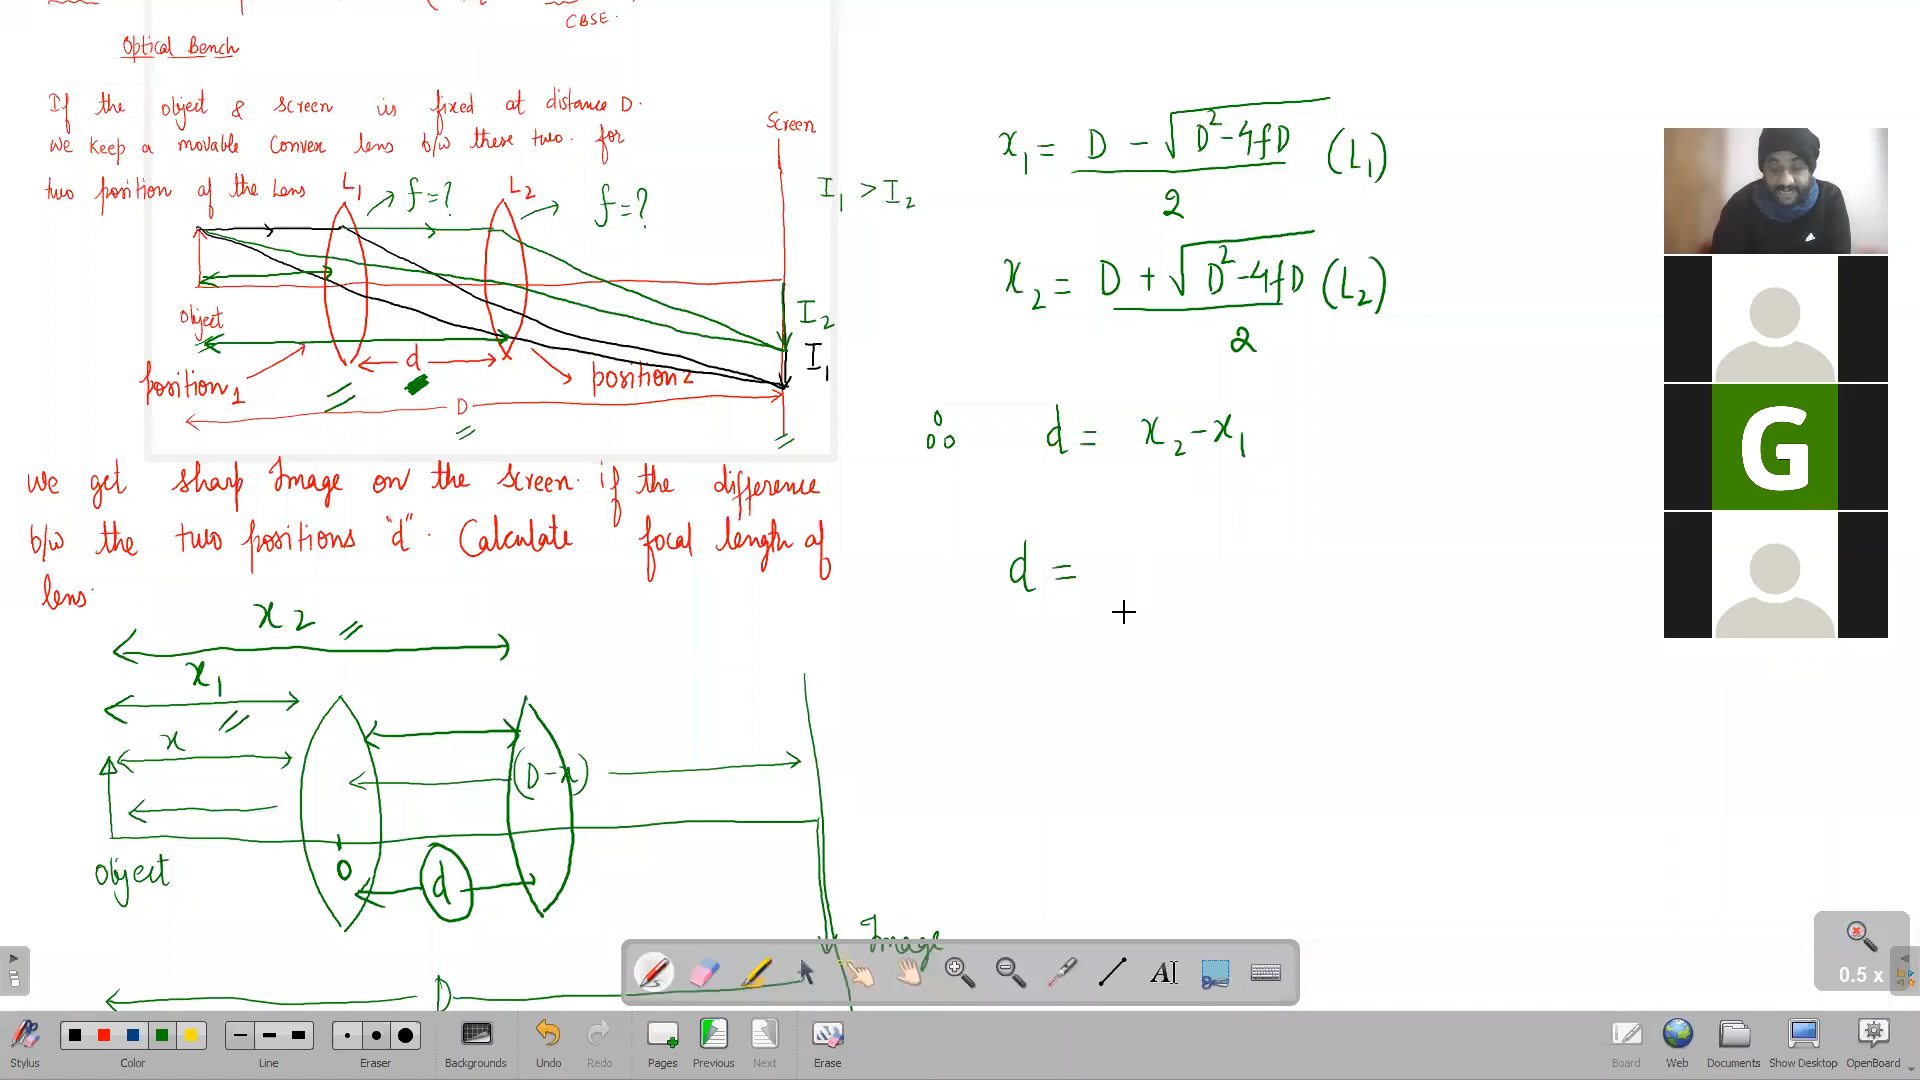 CBSE.
Optical Bench
If the object & screen is fixed at distance D.
we keep a movable Convex lens b/w these two. for
two position of the lens
L1
f=?
L2
f=?
Screen
I1 > I2
object
I2
I1
position1
d
position2
D
We get sharp Image on the screen. if the difference
b/w the two positions "d". Calculate focal length of
lens.
x2
x1
x
(D-x)
object
O
d
Image
D
x1 = D - √D²-4fD (L1)
2
x2 = D + √D²-4fD (L2)
2
d = x2 - x1
d =
G
0.5 x
Stylus
Color
Line
Eraser
Backgrounds
Undo
Redo
Pages
Previous
Next
Erase
Board
Web
Documents
Show Desktop
OpenBoard